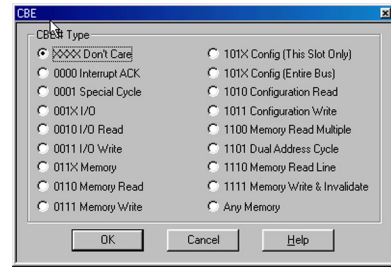 CBE
CBE# Type
XXXX Don't Care
0000 Interrupt ACK
0001 Special Cycle
001X I/O
0010 I/O Read
0011 I/O Write
011X Memory
0110 Memory Read
0111 Memory Write
101X Config (This Slot Only)
101X Config (Entire Bus)
1010 Configuration Read
1011 Configuration Write
1100 Memory Read Multiple
1101 Dual Address Cycle
1110 Memory Read Line
1111 Memory Write & Invalidate
Any Memory
OK
Cancel
Help